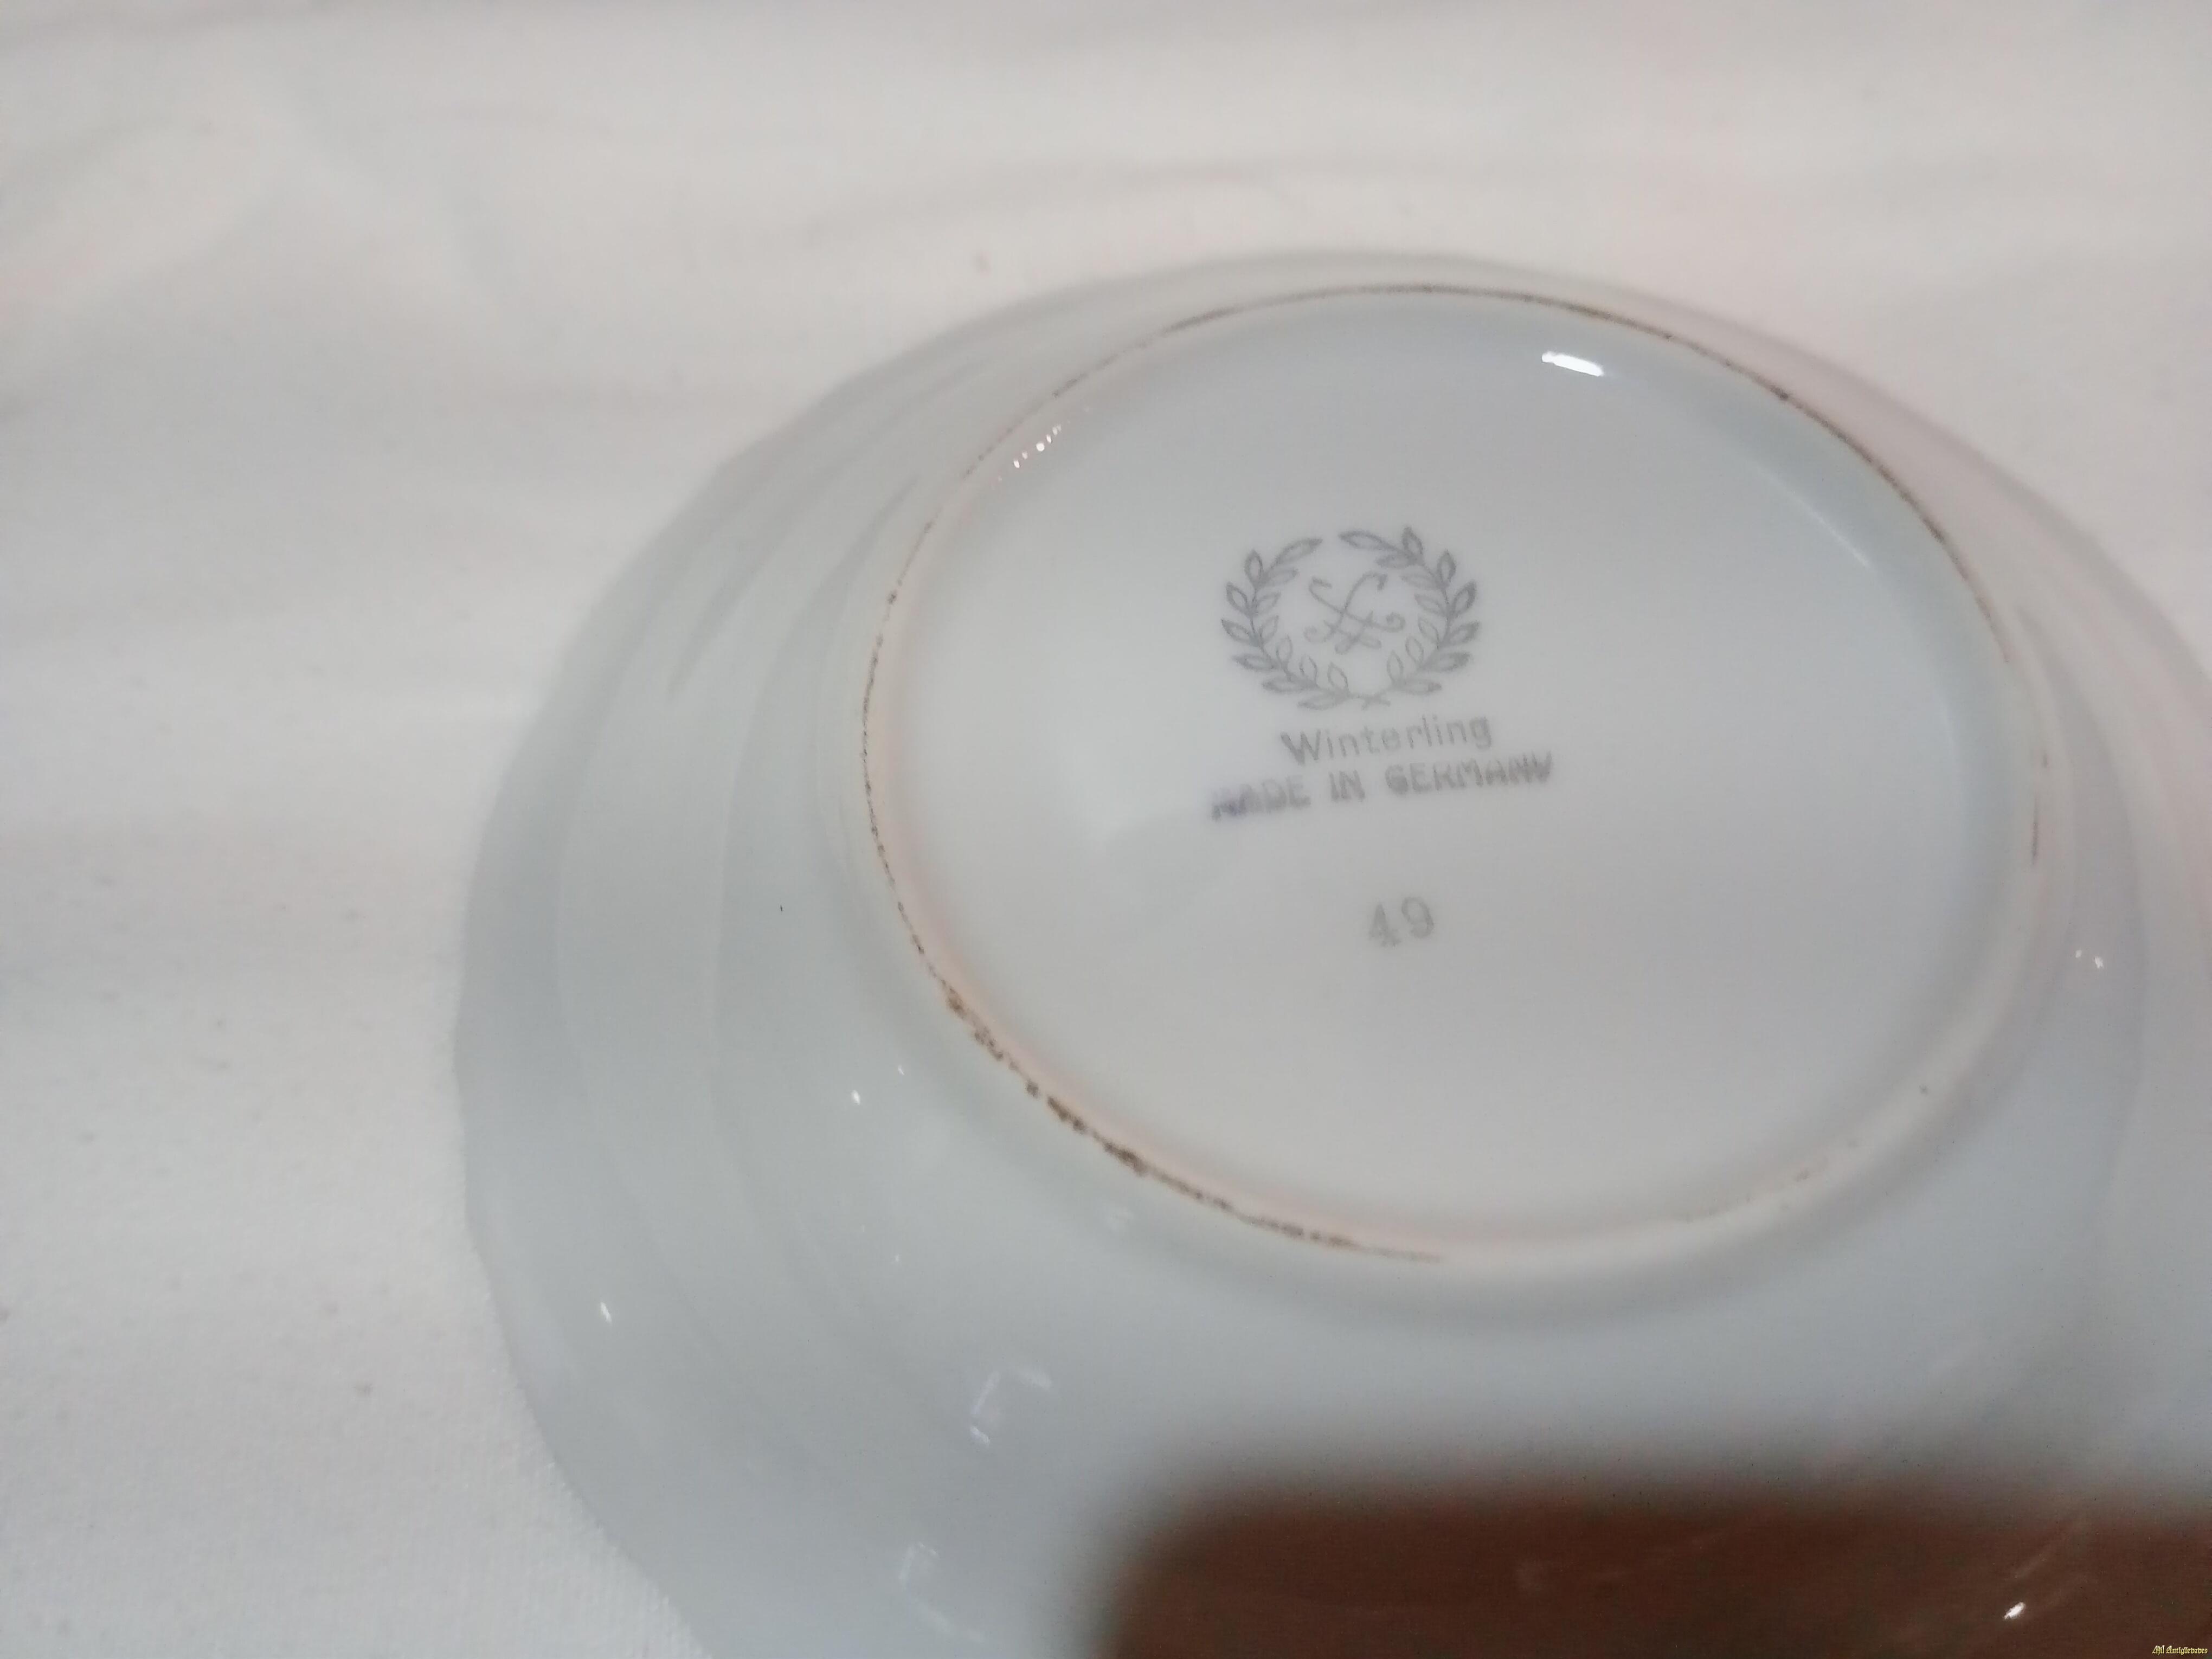 Winterling
MADE IN GERMANY
49